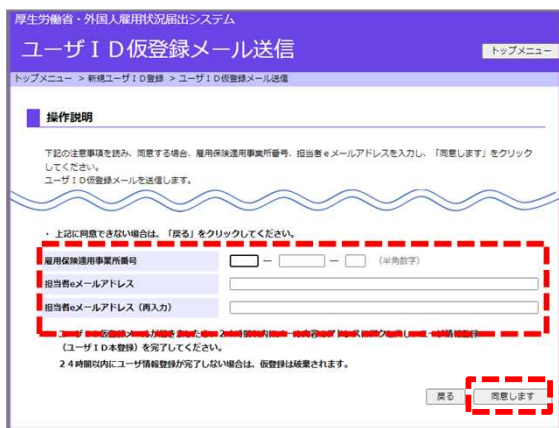 厚生労働省・外国人雇用状況届出システム
ユーザＩＤ仮登録メール送信
トップメニュー
トップメニュー > 新規ユーザＩＤ登録 > ユーザＩＤ仮登録メール送信
操作説明
下記の注意事項を読み、同意する場合、雇用保険適用事業所番号、担当者ｅメールアドレスを入力し、「同意します」をクリック
してください。
ユーザＩＤ仮登録メールを送信します。
・ 上記に同意できない場合は、「戻る」をクリックしてください。
雇用保険適用事業所番号 － － （半角数字）
担当者eメールアドレス
担当者eメールアドレス（再入力）
（ユーザＩＤ本登録）を完了してください。
２４時間以内にユーザ情報登録が完了しない場合は、仮登録は破棄されます。
戻る 同意します